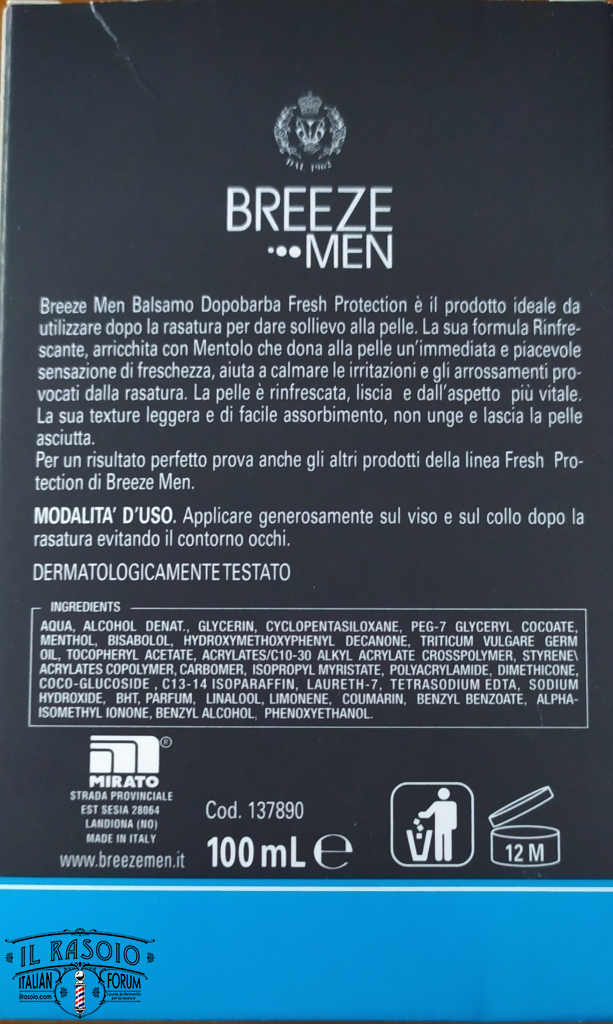 DAL 1962
BREEZE
MEN
Breeze Men Balsamo Dopobarba Fresh Protection è il prodotto ideale da
utilizzare dopo la rasatura per dare sollievo alla pelle. La sua formula Rinfre-
scante, arricchita con Mentolo che dona alla pelle un'immediata e piacevole
sensazione di freschezza, aiuta a calmare le irritazioni e gli arrossamenti pro-
vocati dalla rasatura. La pelle è rinfrescata, liscia e dall'aspetto più vitale.
La sua texture leggera e di facile assorbimento, non unge e lascia la pelle
asciutta.
Per un risultato perfetto prova anche gli altri prodotti della linea Fresh Pro-
tection di Breeze Men.
MODALITA' D'USO. Applicare generosamente sul viso e sul collo dopo la
rasatura evitando il contorno occhi.
DERMATOLOGICAMENTE TESTATO
INGREDIENTS
AQUA, ALCOHOL DENAT., GLYCERIN, CYCLOPENTASILOXANE, PEG-7 GLYCERYL COCOATE,
MENTHOL, BISABOLOL, HYDROXYMETHOXYPHENYL DECANONE, TRITICUM VULGARE GERM
OIL, TOCOPHERYL ACETATE, ACRYLATES/C10-30 ALKYL ACRYLATE CROSSPOLYMER, STYRENE\
ACRYLATES COPOLYMER, CARBOMER, ISOPROPYL MYRISTATE, POLYACRYLAMIDE, DIMETHICONE,
COCO-GLUCOSIDE , C13-14 ISOPARAFFIN, LAURETH-7, TETRASODIUM EDTA, SODIUM
HYDROXIDE, BHT, PARFUM, LINALOOL, LIMONENE, COUMARIN, BENZYL BENZOATE, ALPHA-
ISOMETHYL IONONE, BENZYL ALCOHOL, PHENOXYETHANOL.
MIRATO
®
STRADA PROVINCIALE
EST SESIA 28064
LANDIONA (NO)
MADE IN ITALY
www.breezemen.it
Cod. 137890
100 mL ℮
12 M
IL RASOIO
ITALIAN FORUM
ilrasoio.com